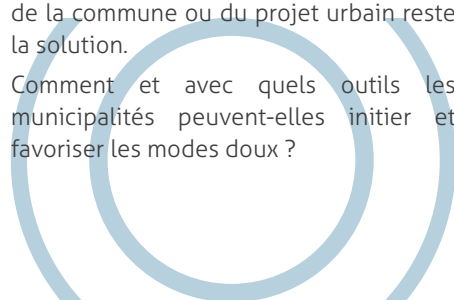 de la commune ou du projet urbain reste
la solution.
Comment et avec quels outils les
municipalités peuvent-elles initier et
favoriser les modes doux ?